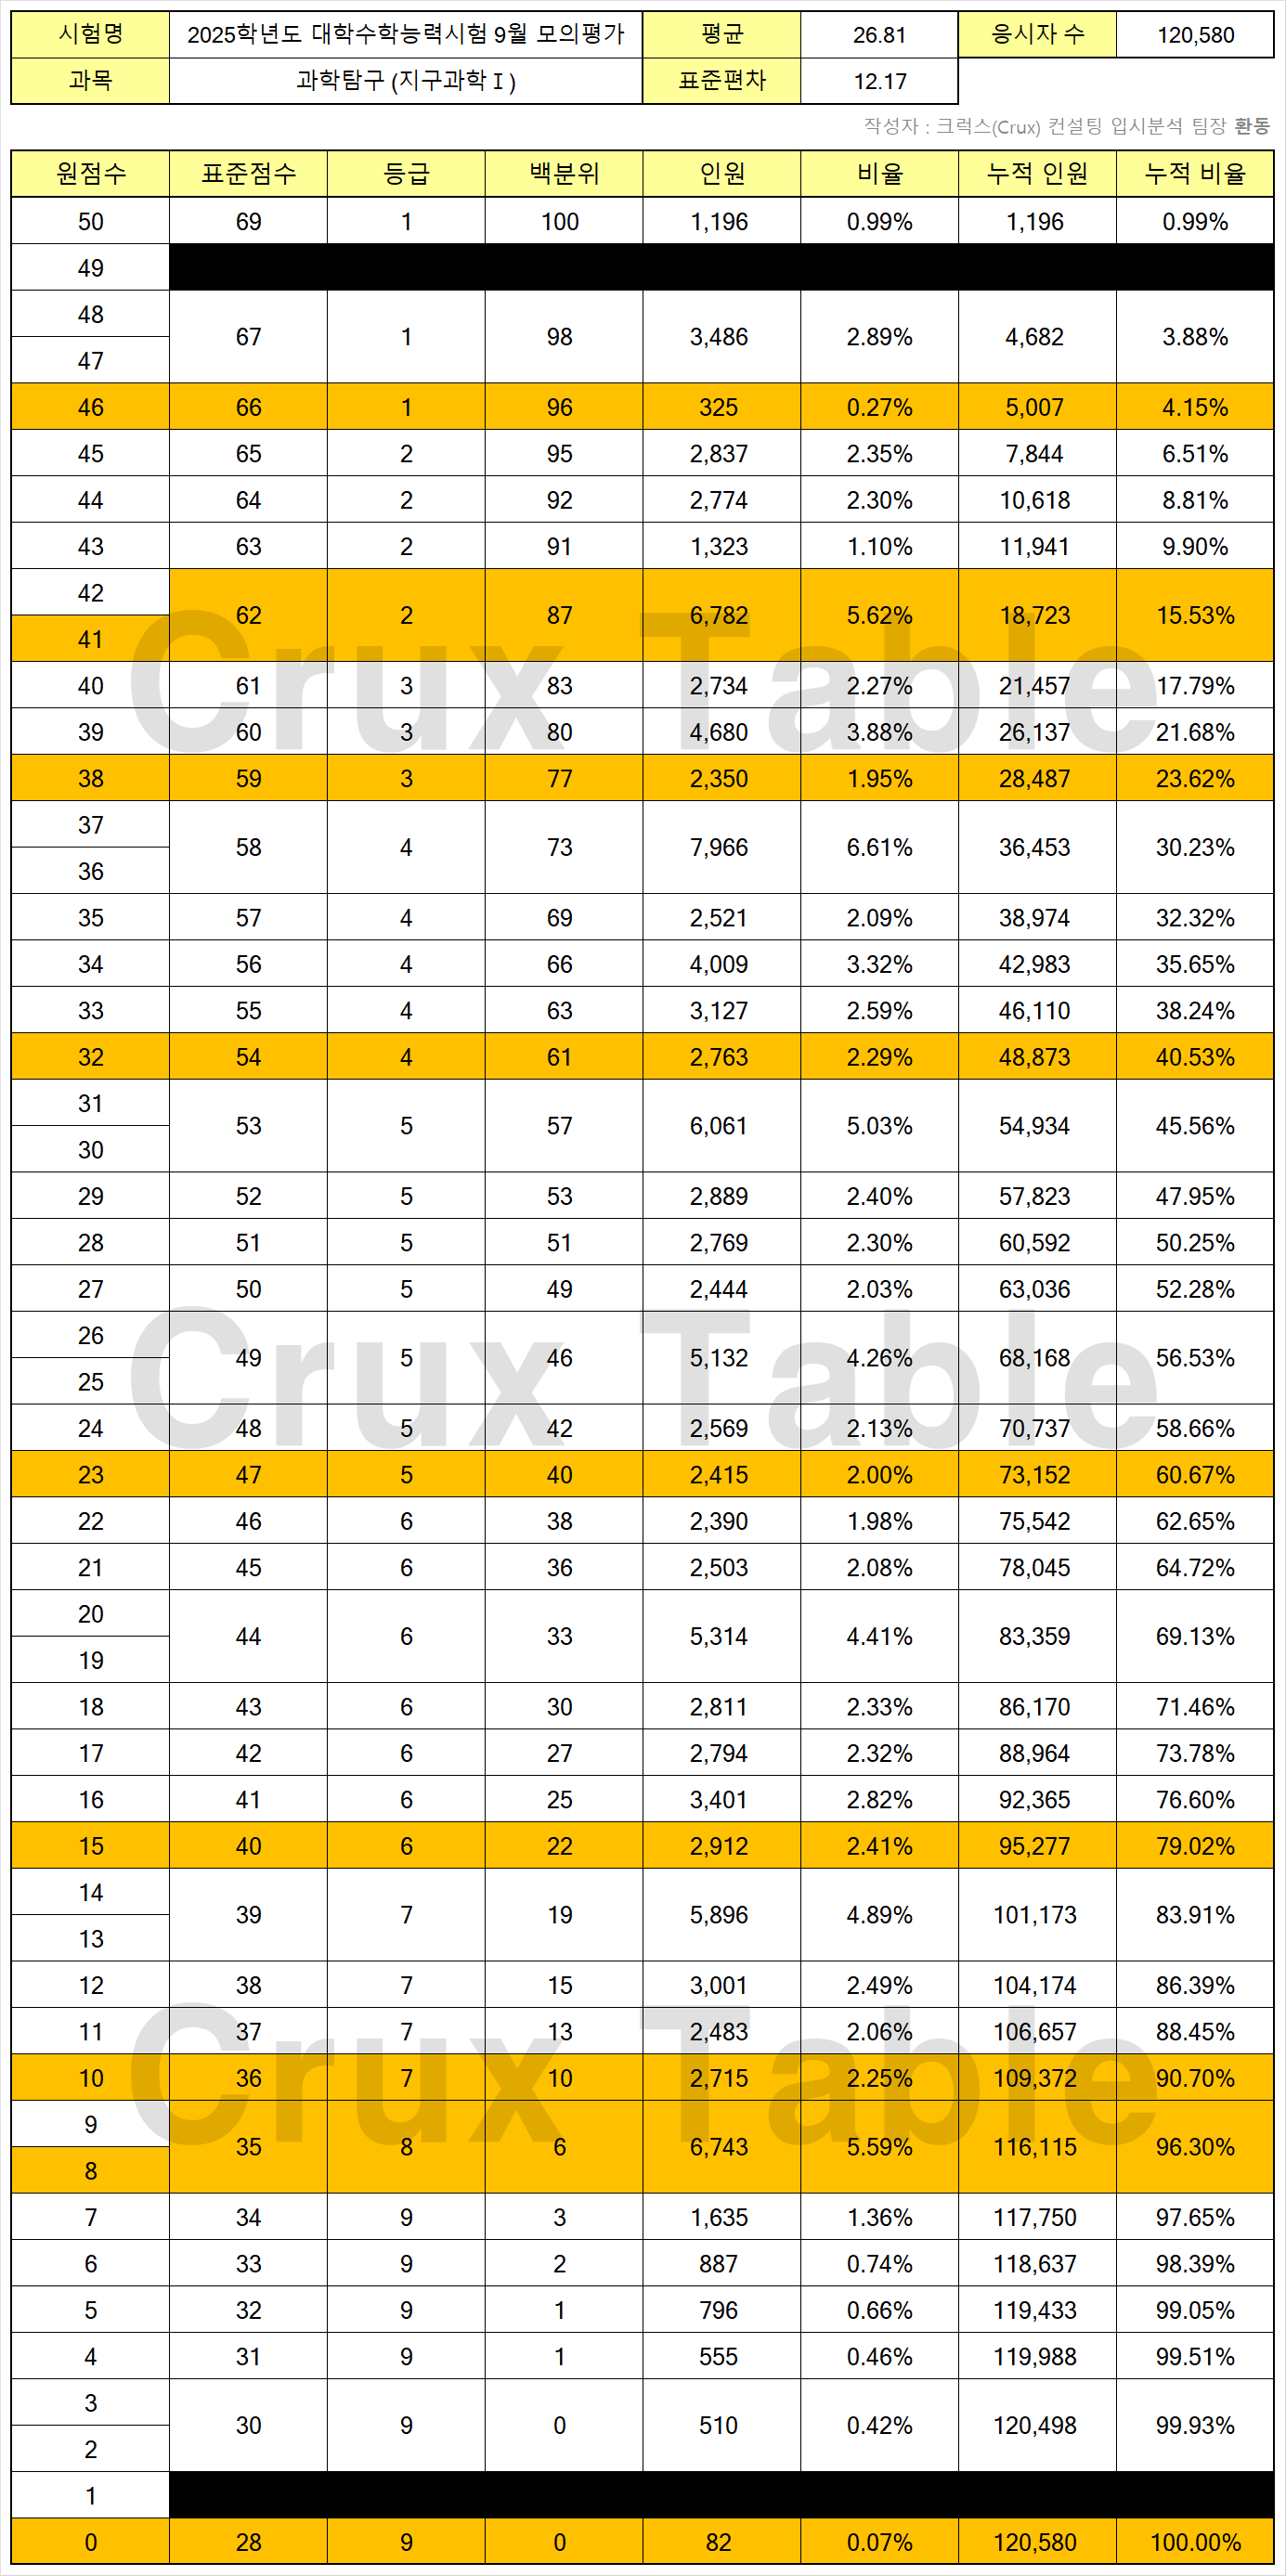 시험명 2025학년도 대학수학능력시험 9월 모의평가 평균 26.81 응시자 수 120,580
과목 과학탐구 (지구과학Ⅰ) 표준편차 12.17
작성자 : 크럭스(Crux) 컨설팅 입시분석 팀장 환동
원점수 표준점수 등급 백분위 인원 비율 누적 인원 누적 비율
50 69 1 100 1,196 0.99% 1,196 0.99%
49
48
67 1 98 3,486 2.89% 4,682 3.88%
47
46 66 1 96 325 0.27% 5,007 4.15%
45 65 2 95 2,837 2.35% 7,844 6.51%
44 64 2 92 2,774 2.30% 10,618 8.81%
43 63 2 91 1,323 1.10% 11,941 9.90%
42
62 2 87 6,782 5.62% 18,723 15.53%
41
Crux Table
40 61 3 83 2,734 2.27% 21,457 17.79%
39 60 3 80 4,680 3.88% 26,137 21.68%
38 59 3 77 2,350 1.95% 28,487 23.62%
37
58 4 73 7,966 6.61% 36,453 30.23%
36
35 57 4 69 2,521 2.09% 38,974 32.32%
34 56 4 66 4,009 3.32% 42,983 35.65%
33 55 4 63 3,127 2.59% 46,110 38.24%
32 54 4 61 2,763 2.29% 48,873 40.53%
31
53 5 57 6,061 5.03% 54,934 45.56%
30
29 52 5 53 2,889 2.40% 57,823 47.95%
28 51 5 51 2,769 2.30% 60,592 50.25%
27 50 5 49 2,444 2.03% 63,036 52.28%
26
49 5 46 5,132 4.26% 68,168 56.53%
25
Crux Table
24 48 5 42 2,569 2.13% 70,737 58.66%
23 47 5 40 2,415 2.00% 73,152 60.67%
22 46 6 38 2,390 1.98% 75,542 62.65%
21 45 6 36 2,503 2.08% 78,045 64.72%
20
44 6 33 5,314 4.41% 83,359 69.13%
19
18 43 6 30 2,811 2.33% 86,170 71.46%
17 42 6 27 2,794 2.32% 88,964 73.78%
16 41 6 25 3,401 2.82% 92,365 76.60%
15 40 6 22 2,912 2.41% 95,277 79.02%
14
39 7 19 5,896 4.89% 101,173 83.91%
13
12 38 7 15 3,001 2.49% 104,174 86.39%
11 37 7 13 2,483 2.06% 106,657 88.45%
Crux Table
10 36 7 10 2,715 2.25% 109,372 90.70%
9
35 8 6 6,743 5.59% 116,115 96.30%
8
7 34 9 3 1,635 1.36% 117,750 97.65%
6 33 9 2 887 0.74% 118,637 98.39%
5 32 9 1 796 0.66% 119,433 99.05%
4 31 9 1 555 0.46% 119,988 99.51%
3
30 9 0 510 0.42% 120,498 99.93%
2
1
0 28 9 0 82 0.07% 120,580 100.00%